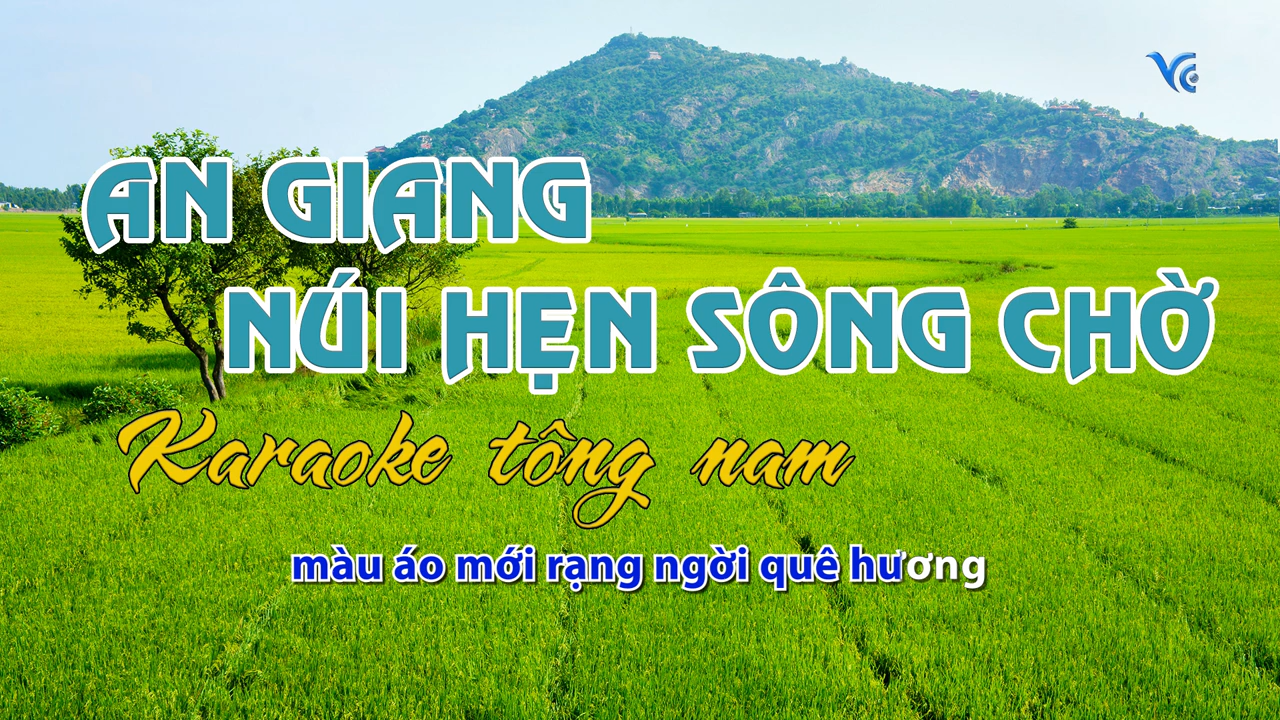 AN GIANG
NÚI HẸN SÔNG CHỜ
Karaoke tông nam
màu áo mới rạng ngời quê hương